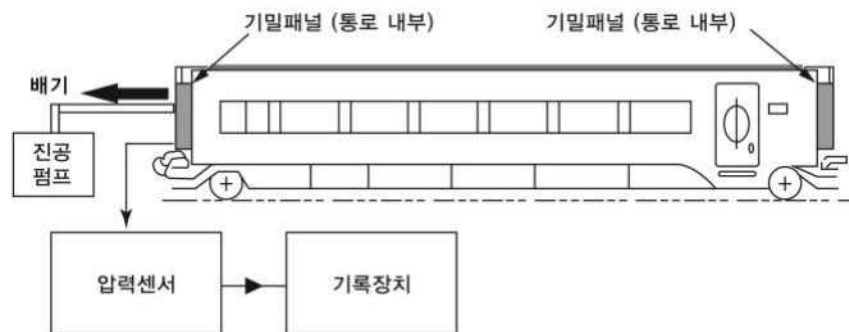 기밀패널 (통로 내부)
기밀패널 (통로 내부)
배기
진공
펌프
압력센서
기록장치